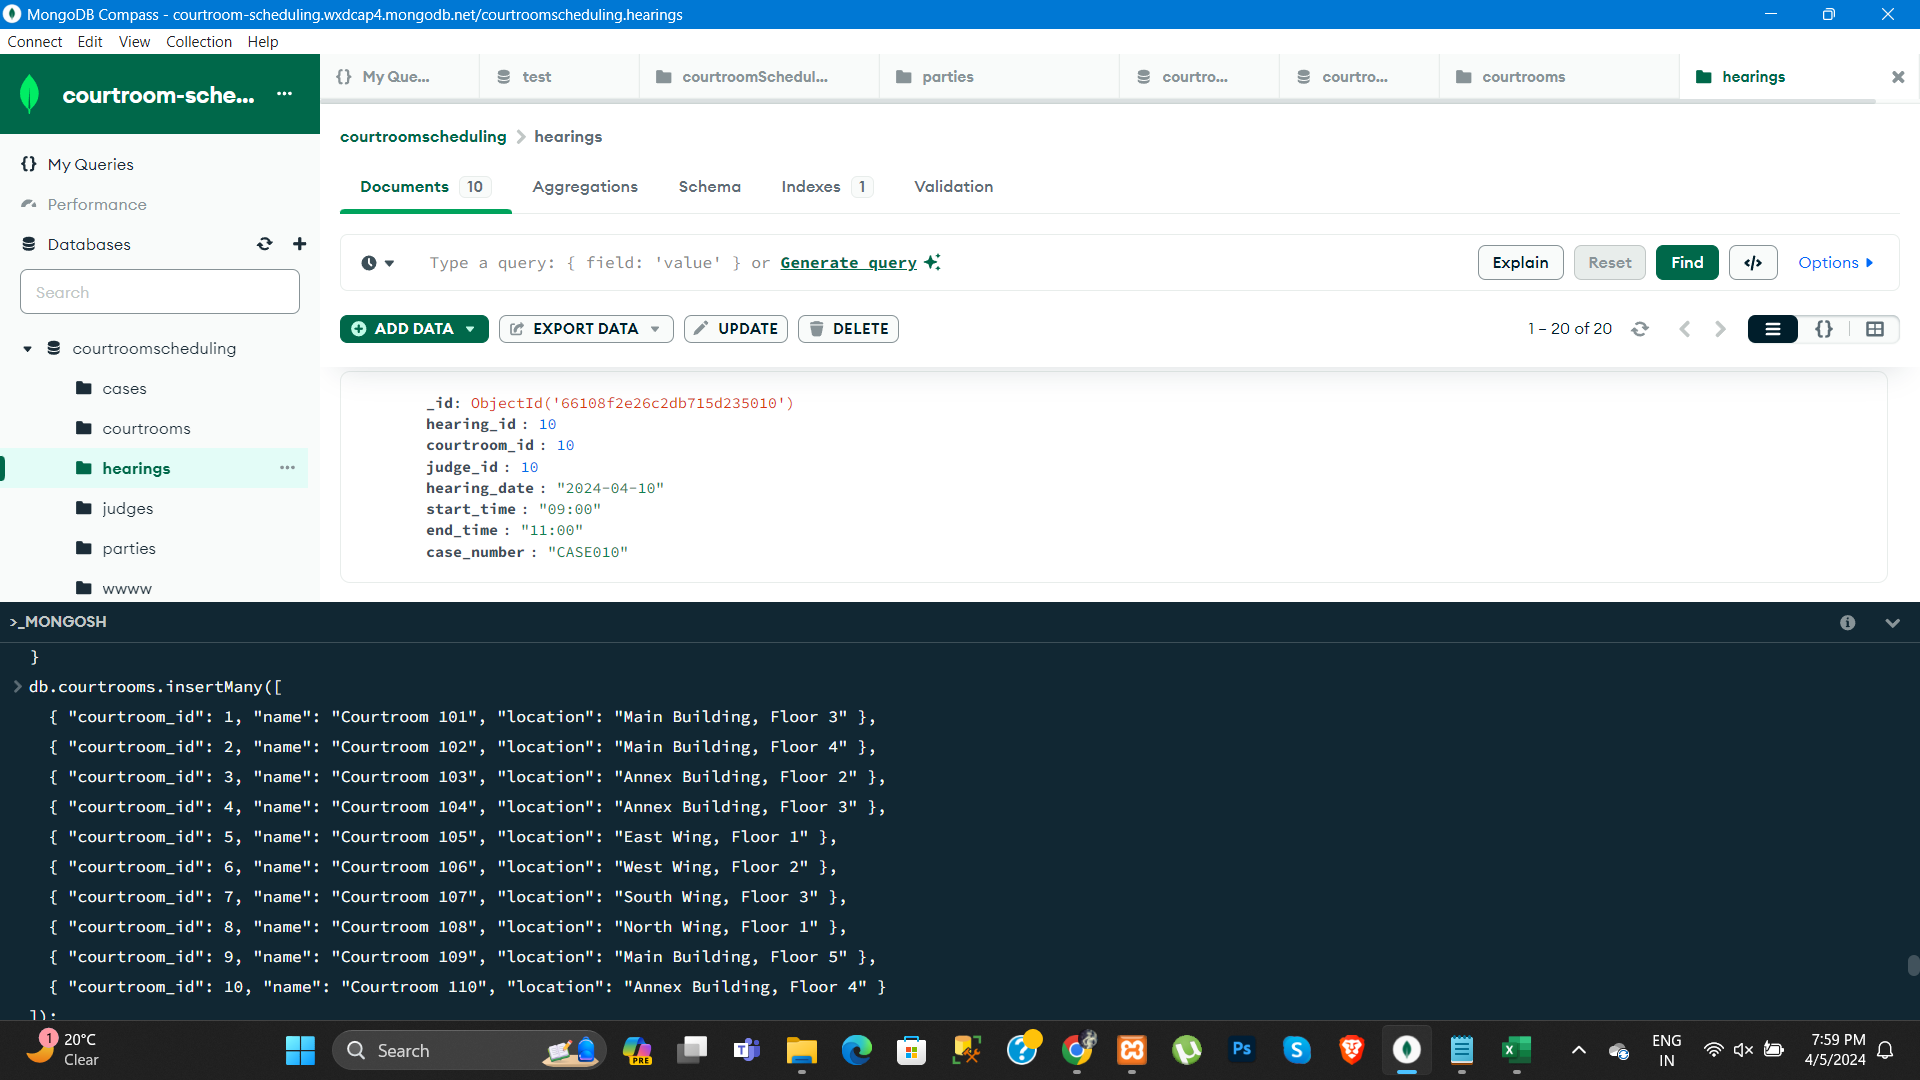 MongoDB Compass - courtroom-scheduling.wxdcap4.mongodb.net/courtroomscheduling.hearings
Connect Edit View Collection Help
courtroom-sche... ...
{} My Que...
test
courtroomSchedul...
parties
courtro...
courtro...
courtrooms
hearings
My Queries
Performance
Databases
Search
courtroomscheduling
cases
courtrooms
hearings ...
judges
parties
wwww
courtroomscheduling > hearings
Documents 10 Aggregations Schema Indexes 1 Validation
Type a query: { field: 'value' } or Generate query
Explain Reset Find </> Options
ADD DATA EXPORT DATA UPDATE DELETE
1 – 20 of 20
{}
_id: ObjectId('66108f2e26c2db715d235010')
hearing_id : 10
courtroom_id : 10
judge_id : 10
hearing_date : "2024-04-10"
start_time : "09:00"
end_time : "11:00"
case_number : "CASE010"
>_MONGOSH
}
> db.courtrooms.insertMany([
{ "courtroom_id": 1, "name": "Courtroom 101", "location": "Main Building, Floor 3" },
{ "courtroom_id": 2, "name": "Courtroom 102", "location": "Main Building, Floor 4" },
{ "courtroom_id": 3, "name": "Courtroom 103", "location": "Annex Building, Floor 2" },
{ "courtroom_id": 4, "name": "Courtroom 104", "location": "Annex Building, Floor 3" },
{ "courtroom_id": 5, "name": "Courtroom 105", "location": "East Wing, Floor 1" },
{ "courtroom_id": 6, "name": "Courtroom 106", "location": "West Wing, Floor 2" },
{ "courtroom_id": 7, "name": "Courtroom 107", "location": "South Wing, Floor 3" },
{ "courtroom_id": 8, "name": "Courtroom 108", "location": "North Wing, Floor 1" },
{ "courtroom_id": 9, "name": "Courtroom 109", "location": "Main Building, Floor 5" },
{ "courtroom_id": 10, "name": "Courtroom 110", "location": "Annex Building, Floor 4" }
]);
1
20°C
Clear
Search
PRE
Ps
ENG
IN
7:59 PM
4/5/2024